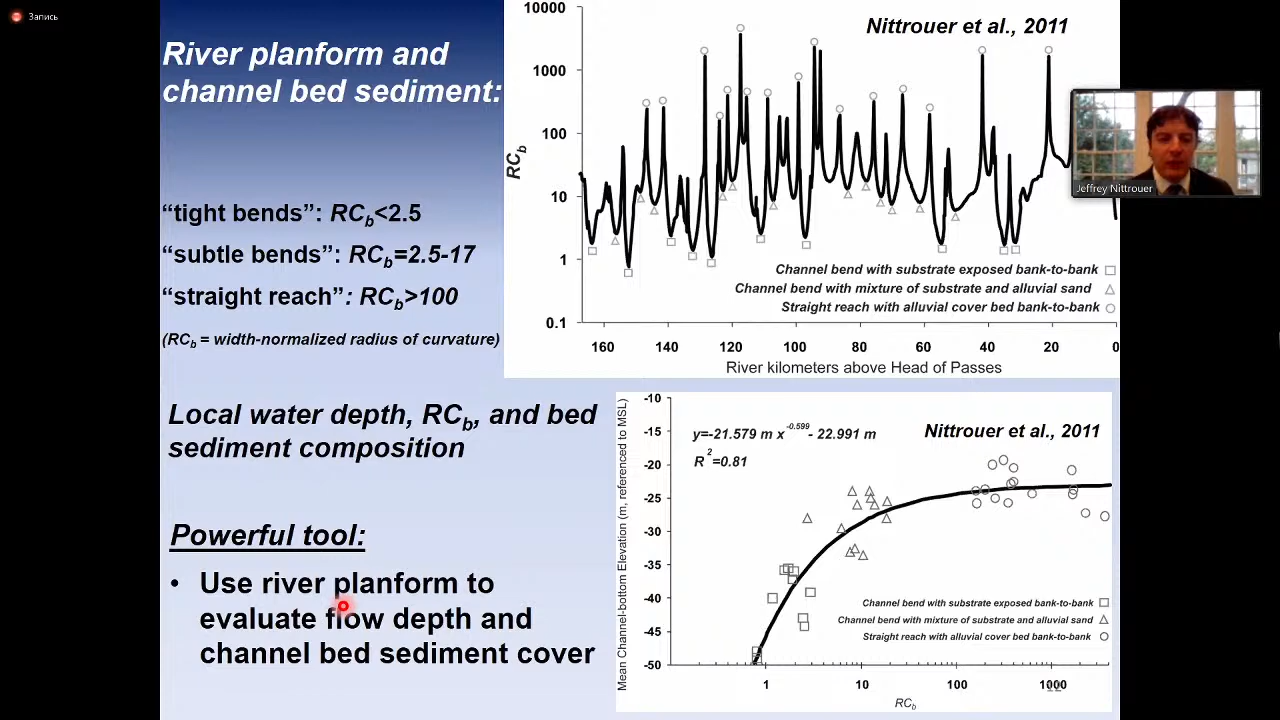 Запись
River planform and
channel bed sediment:
“tight bends”: RCb<2.5
“subtle bends”: RCb=2.5-17
“straight reach”: RCb>100
(RCb = width-normalized radius of curvature)
Nittrouer et al., 2011
RCb
10000
1000
100
10
1
0.1
Channel bend with substrate exposed bank-to-bank
Channel bend with mixture of substrate and alluvial sand
Straight reach with alluvial cover bed bank-to-bank
160 140 120 100 80 60 40 20 0
River kilometers above Head of Passes
Jeffrey Nittrouer
Local water depth, RCb, and bed
sediment composition
Powerful tool:
• Use river planform to
evaluate flow depth and
channel bed sediment cover
Mean Channel-bottom Elevation (m, referenced to MSL)
-10
-15
-20
-25
-30
-35
-40
-45
-50
y=-21.579 m x-0.599- 22.991 m
R2=0.81
Nittrouer et al., 2011
Channel bend with substrate exposed bank-to-bank
Channel bend with mixture of substrate and alluvial sand
Straight reach with alluvial cover bed bank-to-bank
1 10 100 1000
RCb